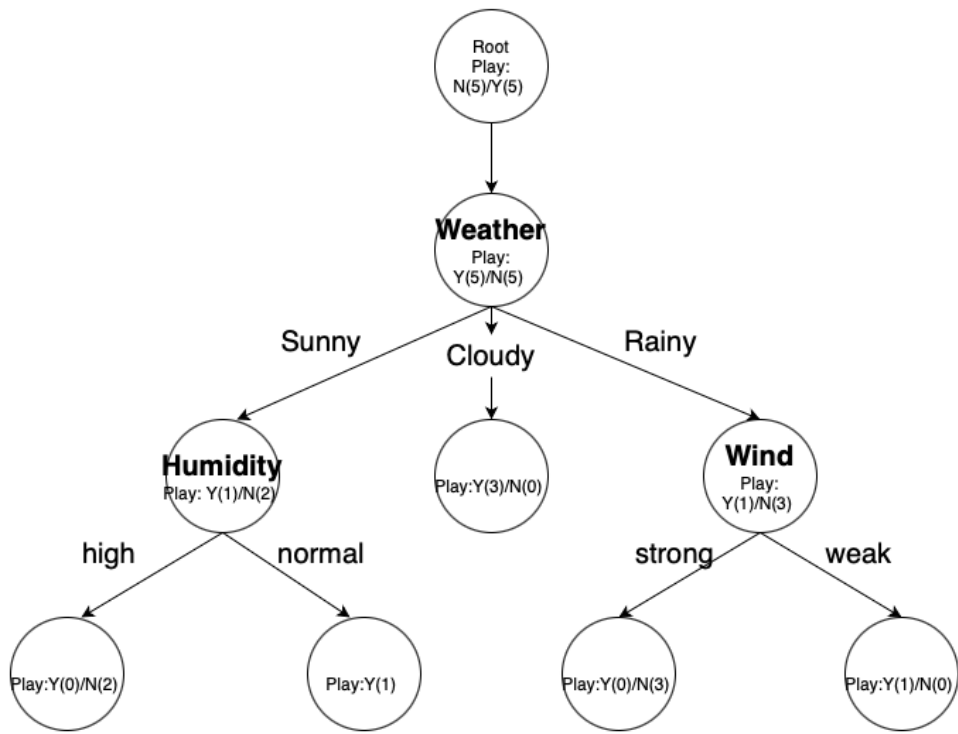 Root
Play:
N(5)/Y(5)
Weather
Play:
Y(5)/N(5)
Sunny
Cloudy
Rainy
Humidity
Play: Y(1)/N(2)
Play:Y(3)/N(0)
Wind
Play:
Y(1)/N(3)
high
normal
strong
weak
Play:Y(0)/N(2)
Play:Y(1)
Play:Y(0)/N(3)
Play:Y(1)/N(0)